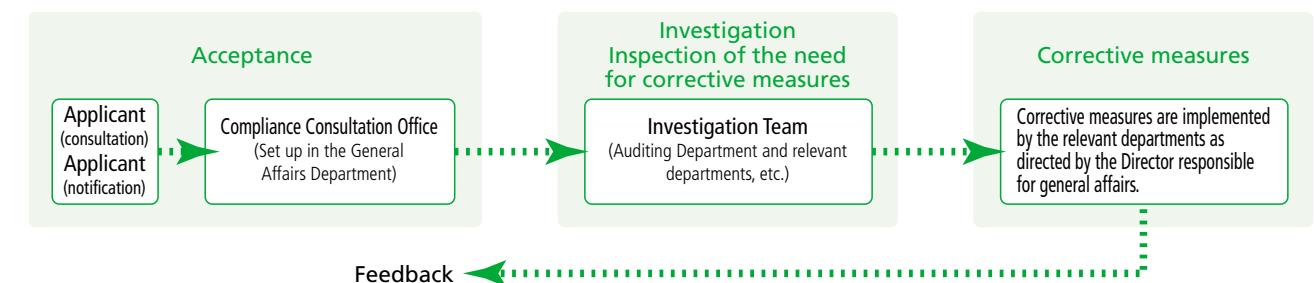 Acceptance
Applicant
(consultation)
Applicant
(notification)
Compliance Consultation Office
(Set up in the General
Affairs Department)
Investigation
Inspection of the need
for corrective measures
Investigation Team
(Auditing Department and relevant
departments, etc.)
Corrective measures
Corrective measures are implemented
by the relevant departments as
directed by the Director responsible
for general affairs.
Feedback